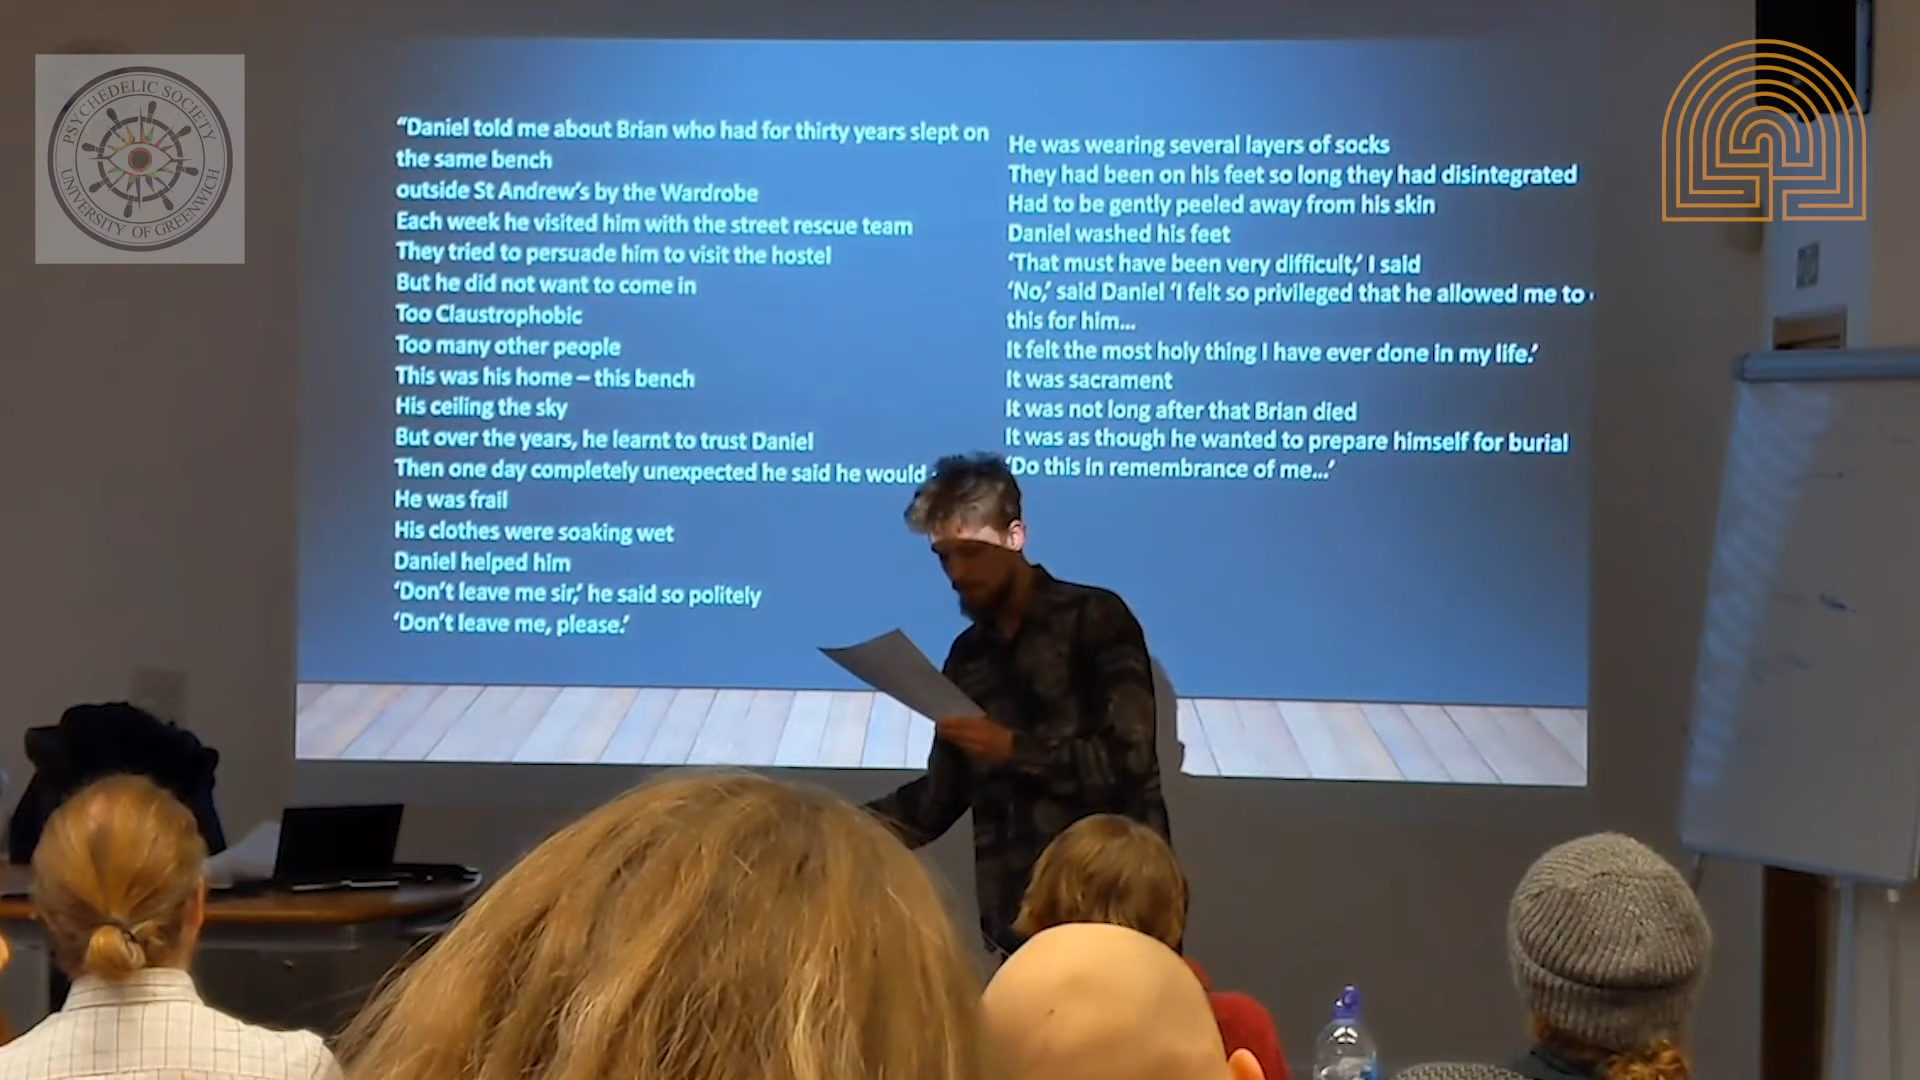 PSYCHEDELIC SOCIETY
UNIVERSITY OF GREENWICH
“Daniel told me about Brian who had for thirty years slept on
the same bench
outside St Andrew’s by the Wardrobe
Each week he visited him with the street rescue team
They tried to persuade him to visit the hostel
But he did not want to come in
Too Claustrophobic
Too many other people
This was his home – this bench
His ceiling the sky
But over the years, he learnt to trust Daniel
Then one day completely unexpected he said he would
He was frail
His clothes were soaking wet
Daniel helped him
‘Don’t leave me sir,’ he said so politely
‘Don’t leave me, please.’
He was wearing several layers of socks
They had been on his feet so long they had disintegrated
Had to be gently peeled away from his skin
Daniel washed his feet
‘That must have been very difficult,’ I said
‘No,’ said Daniel ‘I felt so privileged that he allowed me to
this for him...
It felt the most holy thing I have ever done in my life.’
It was sacrament
It was not long after that Brian died
It was as though he wanted to prepare himself for burial
‘Do this in remembrance of me...’